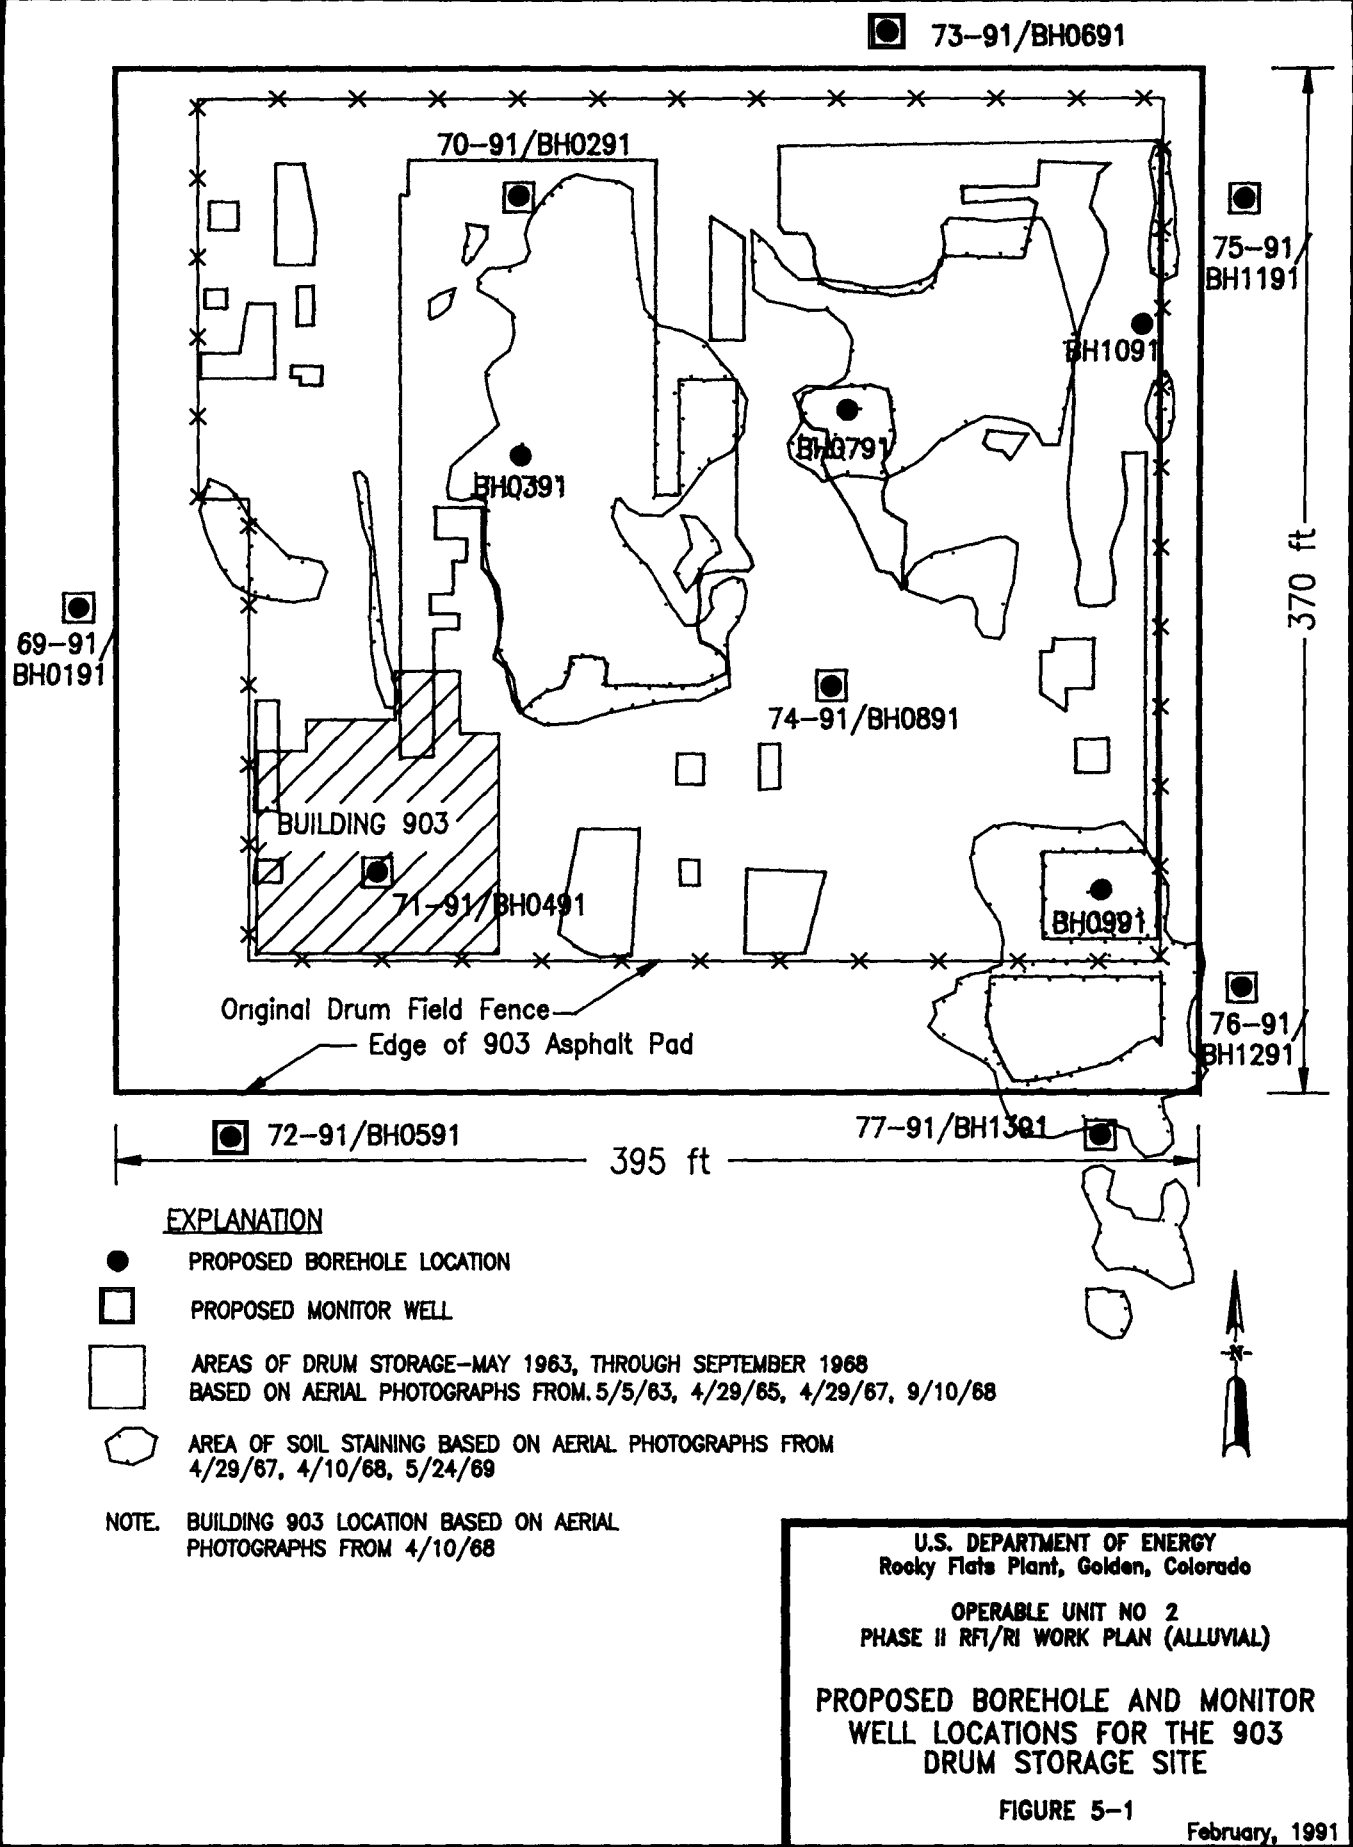 73-91/BH0691
70-91/BH0291
75-91/
BH1191
BH1091
BH0791
BH0391
370 ft
69-91/
BH0191
74-91/BH0891
BUILDING 903
71-91/BH0491
BH0991
Original Drum Field Fence
Edge of 903 Asphalt Pad
76-91/
BH1291
72-91/BH0591
77-91/BH1391
395 ft
EXPLANATION
PROPOSED BOREHOLE LOCATION
PROPOSED MONITOR WELL
AREAS OF DRUM STORAGE-MAY 1963, THROUGH SEPTEMBER 1968
BASED ON AERIAL PHOTOGRAPHS FROM. 5/5/63, 4/29/65, 4/29/67, 9/10/68
AREA OF SOIL STAINING BASED ON AERIAL PHOTOGRAPHS FROM
4/29/67, 4/10/68, 5/24/69
N
NOTE. BUILDING 903 LOCATION BASED ON AERIAL
PHOTOGRAPHS FROM 4/10/68
U.S. DEPARTMENT OF ENERGY
Rocky Flats Plant, Golden, Colorado
OPERABLE UNIT NO 2
PHASE II RFI/RI WORK PLAN (ALLUVIAL)
PROPOSED BOREHOLE AND MONITOR
WELL LOCATIONS FOR THE 903
DRUM STORAGE SITE
FIGURE 5-1
February, 1991